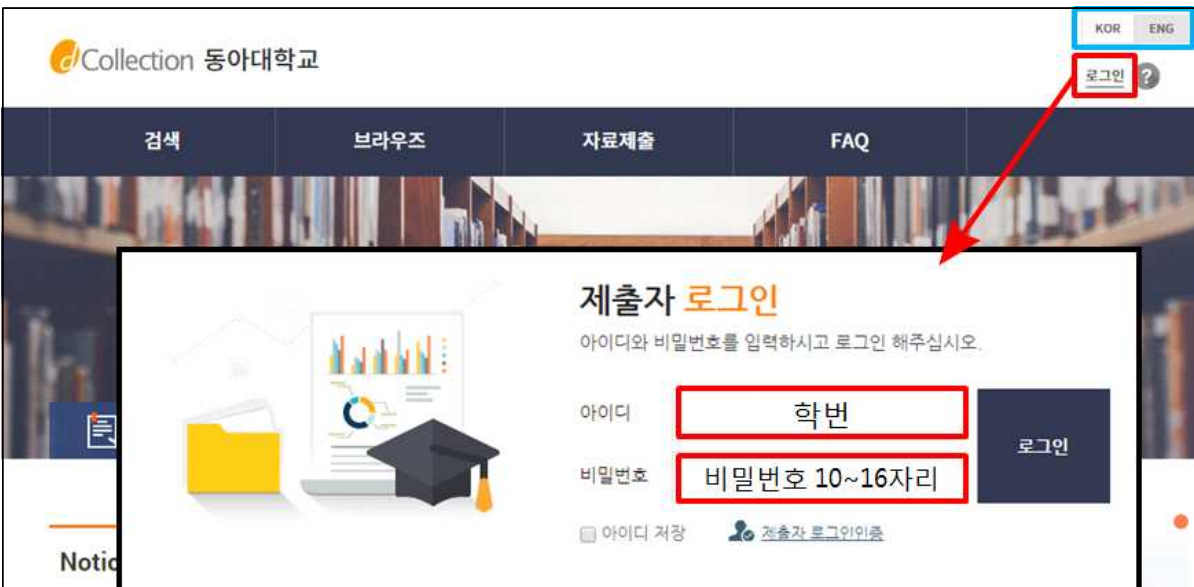 KOR ENG
dCollection 동아대학교
로그인 ?
검색 브라우즈 자료제출 FAQ
제출자 로그인
아이디와 비밀번호를 입력하시고 로그인 해주십시오.
아이디 학번
로그인
비밀번호 비밀번호 10~16자리
아이디 저장 제출자 로그인인증
Notic